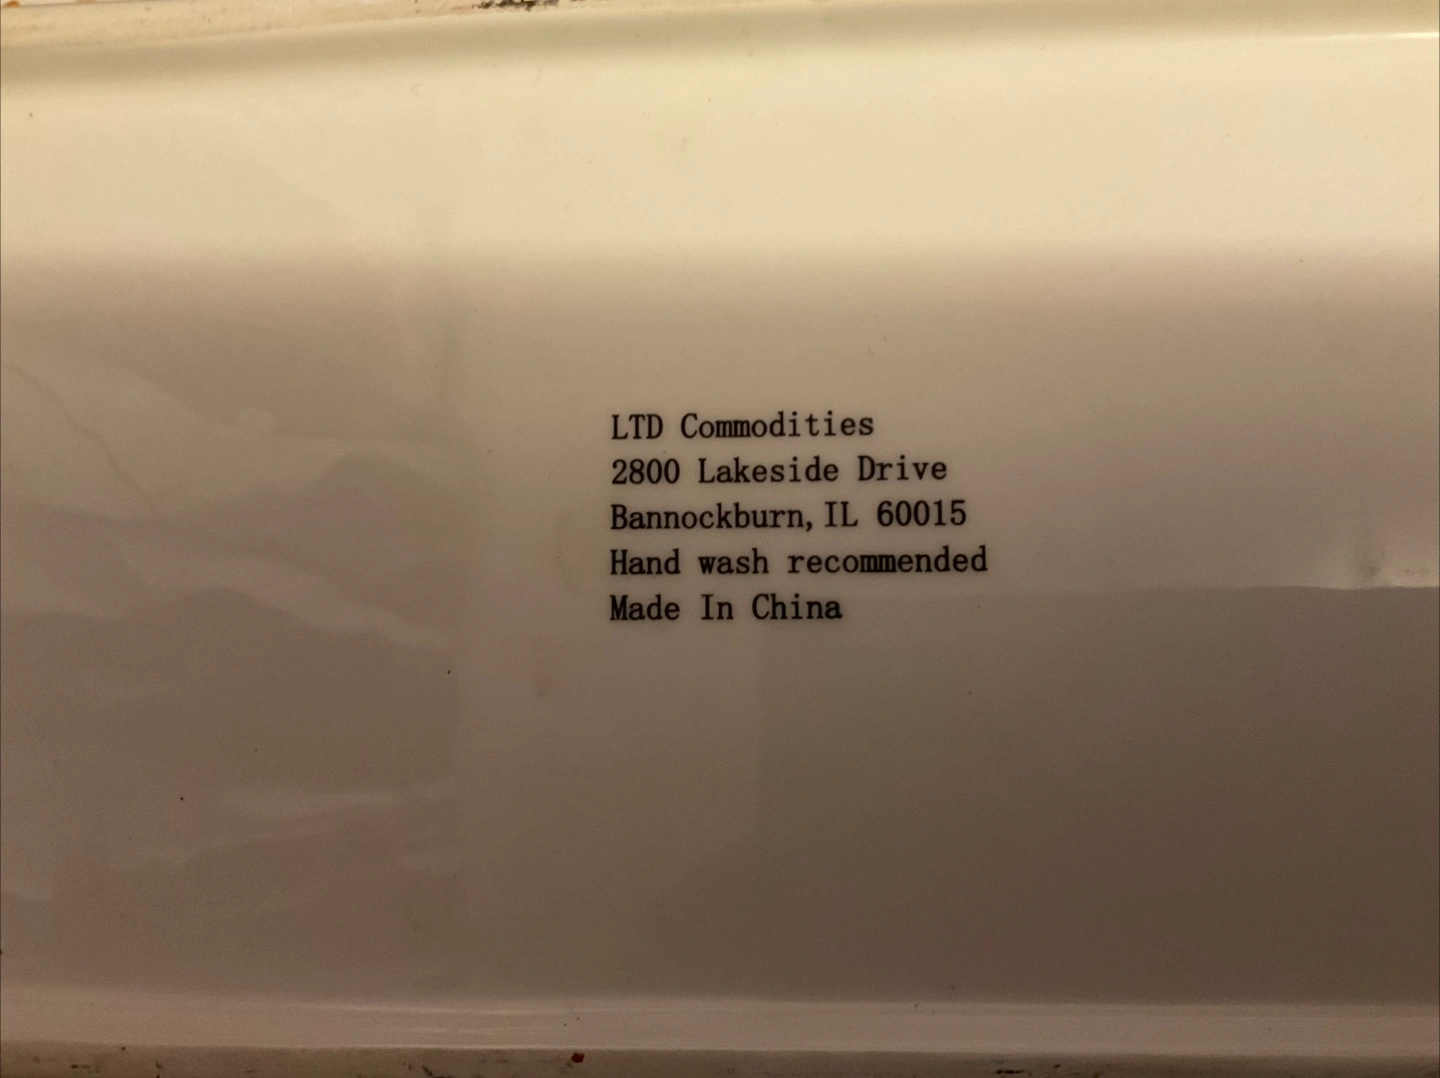 LTD Commodities
2800 Lakeside Drive
Bannockburn, IL 60015
Hand wash recommended
Made In China